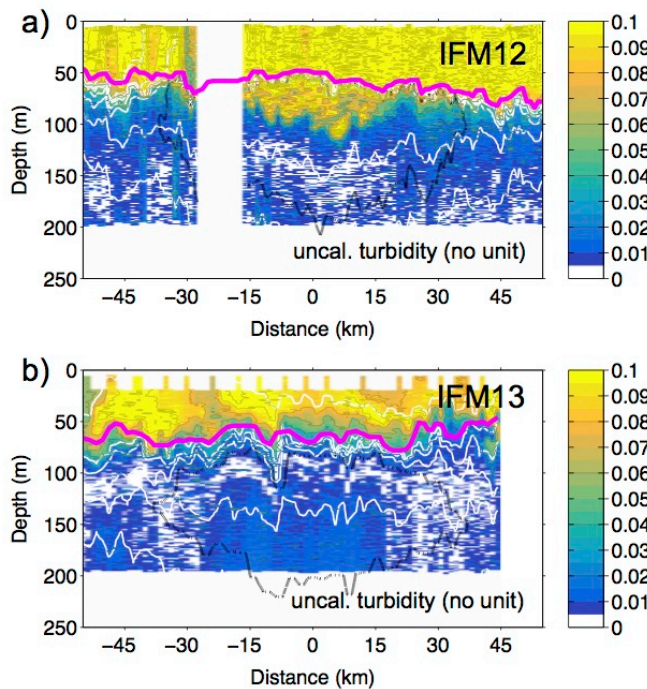 a)
IFM12
uncal. turbidity (no unit)
Depth (m)
0
50
100
150
200
250
−45 −30 −15 0 15 30 45
Distance (km)
0.1
0.09
0.08
0.07
0.06
0.05
0.04
0.03
0.02
0.01
0
b)
IFM13
uncal. turbidity (no unit)
Depth (m)
0
50
100
150
200
250
−45 −30 −15 0 15 30 45
Distance (km)
0.1
0.09
0.08
0.07
0.06
0.05
0.04
0.03
0.02
0.01
0